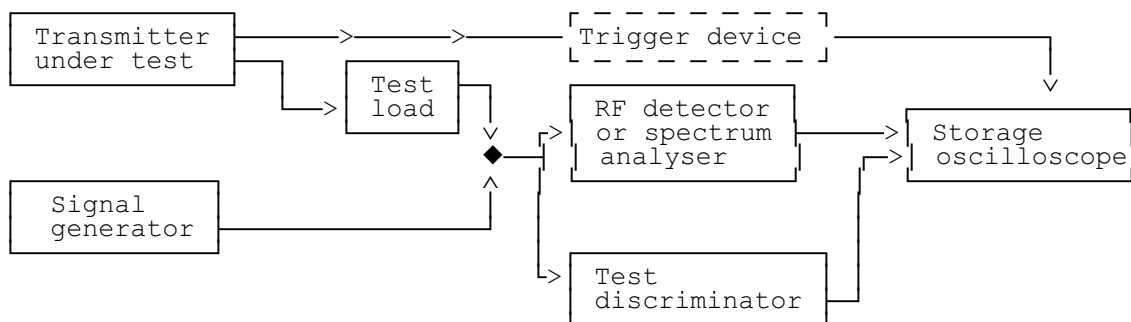 Transmitter
under test
Trigger device
Test
load
RF detector
or spectrum
analyser
Storage
oscilloscope
Signal
generator
Test
discriminator